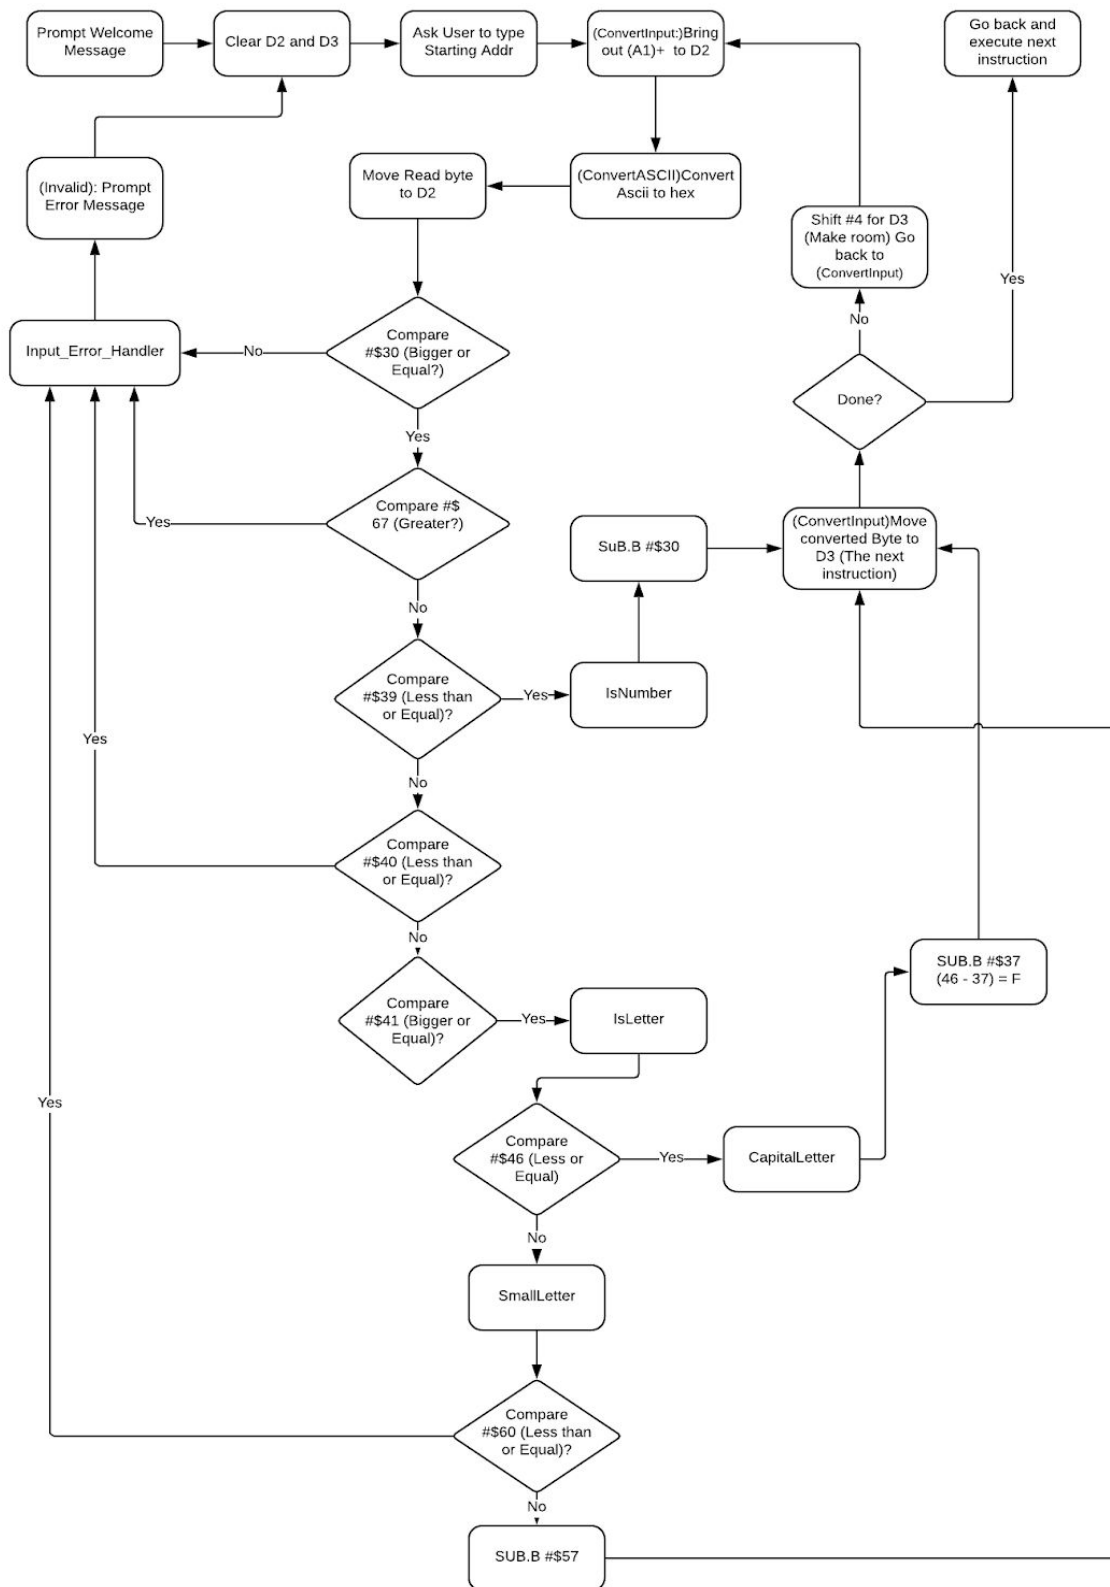 Prompt Welcome
Message
Clear D2 and D3
Ask User to type
Starting Addr
(ConvertInput:)Bring
out (A1)+ to D2
Go back and
execute next
instruction
(Invalid): Prompt
Error Message
Move Read byte
to D2
(ConvertASCII)Convert
Ascii to hex
Shift #4 for D3
(Make room) Go
back to
(ConvertInput)
Yes
No
Input_Error_Handler
No
Compare
#$30 (Bigger or
Equal?)
Done?
Yes
Compare #$
67 (Greater?)
Yes
SuB.B #$30
(ConvertInput)Move
converted Byte to
D3 (The next
instruction)
No
Compare
#$39 (Less than
or Equal)?
Yes
IsNumber
Yes
No
Compare
#$40 (Less than
or Equal)?
No
SUB.B #$37
(46 - 37) = F
Compare
#$41 (Bigger or
Equal)?
Yes
IsLetter
Yes
Compare
#$46 (Less or
Equal)
Yes
CapitalLetter
No
SmallLetter
Compare
#$60 (Less than
or Equal)?
No
SUB.B #$57